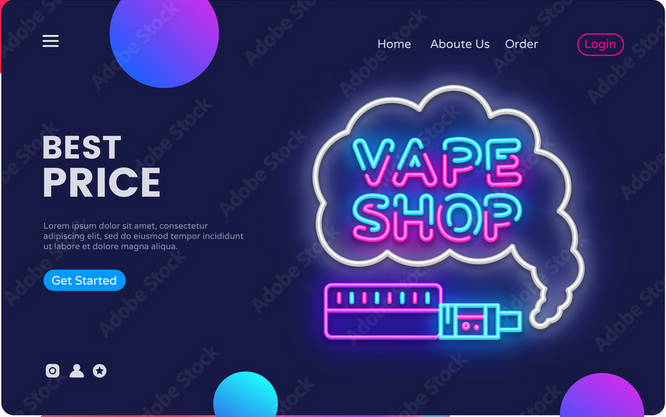 Home Aboute Us Order Login
BEST
PRICE
Lorem ipsum dolor sit amet, consectetur
adipiscing elit, sed do eiusmod tempor incididunt
ut labore et dolore magna aliqua.
Get Started
VAPE
SHOP
Adobe Stock